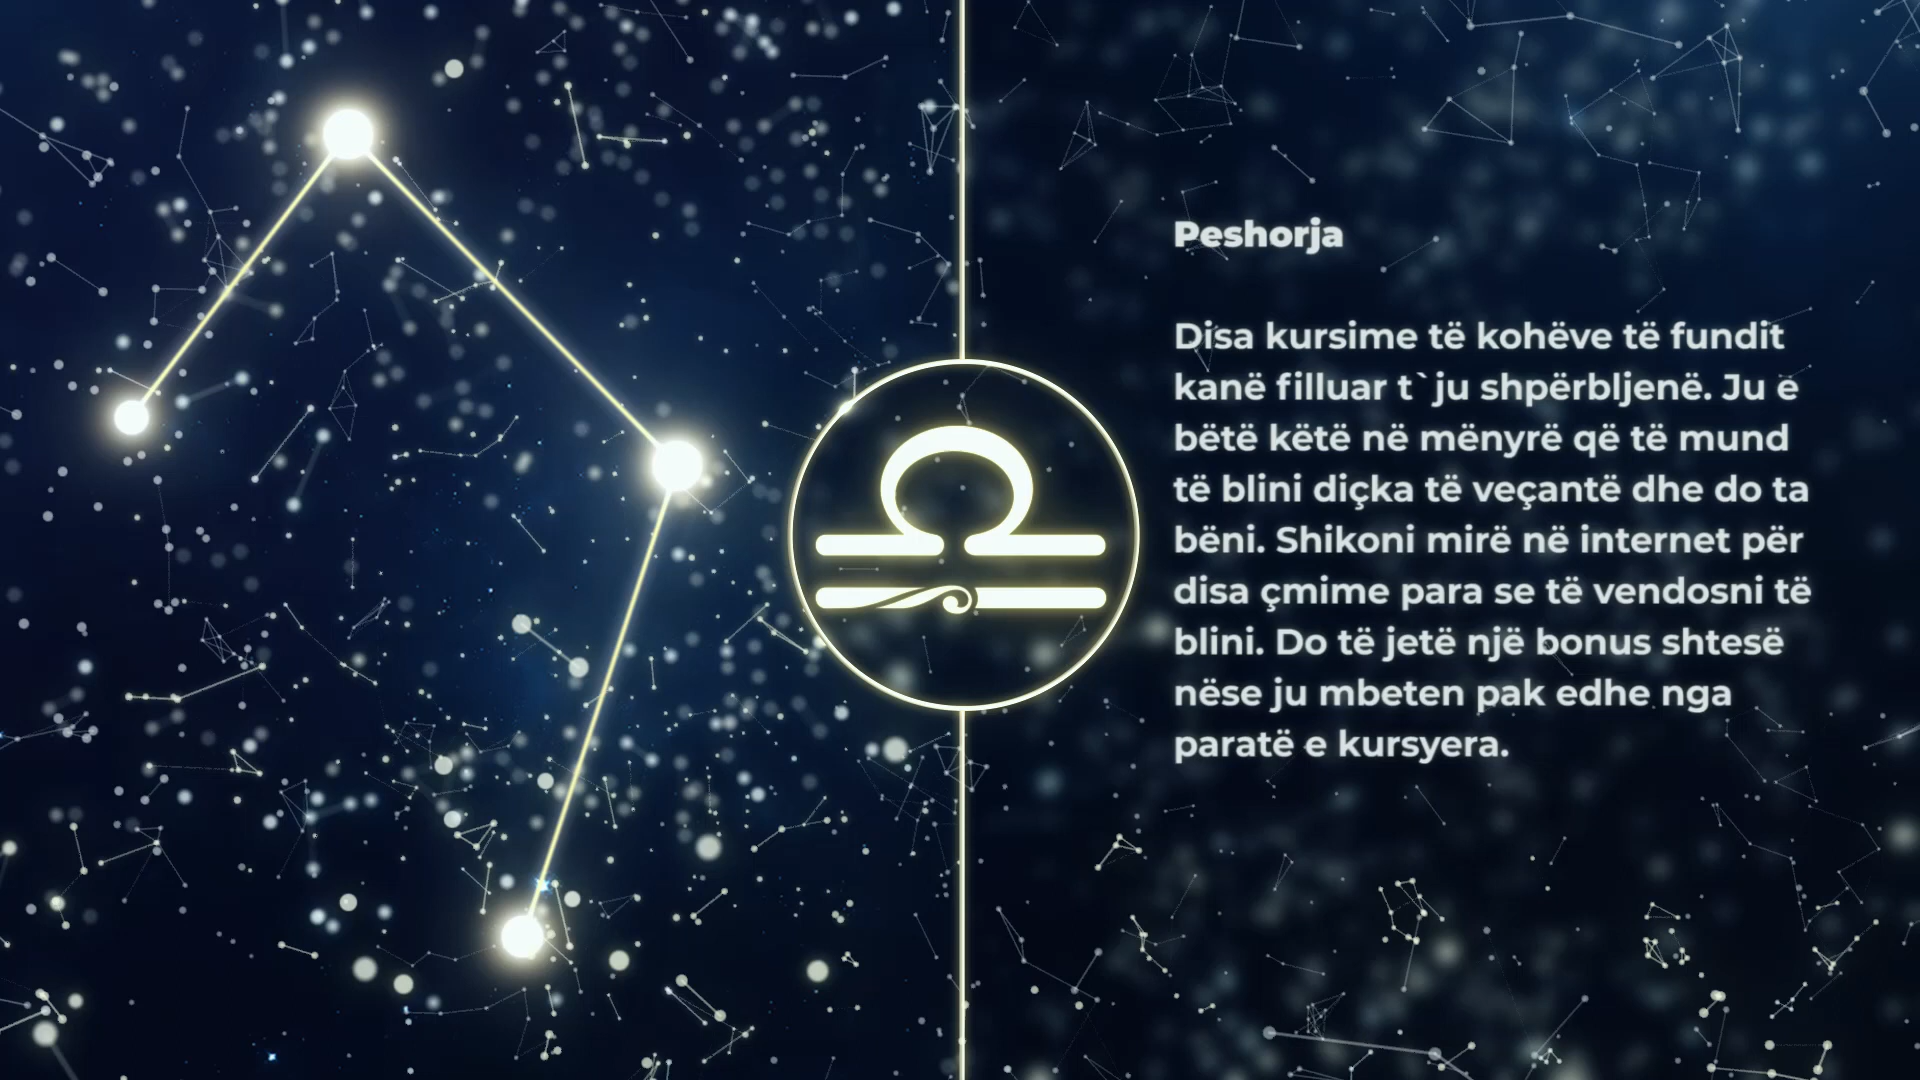 Peshorja
Disa kursime të kohëve të fundit
kanë filluar t`ju shpërbljenë. Ju e
bëtë këtë në mënyrë që të mund
të blini diçka të veçantë dhe do ta
bëni. Shikoni mirë në internet për
disa çmime para se të vendosni të
blini. Do të jetë një bonus shtesë
nëse ju mbeten pak edhe nga
paratë e kursyera.